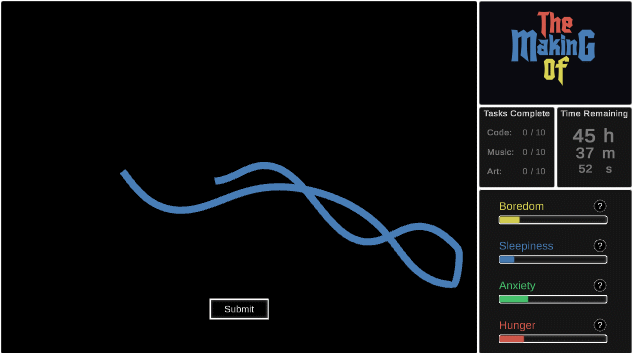 The
Making
Of
Tasks Complete
Code: 0 / 10
Music: 0 / 10
Art: 0 / 10
Time Remaining
45 h
37 m
52 s
Boredom ?
Sleepiness ?
Anxiety ?
Hunger ?
Submit